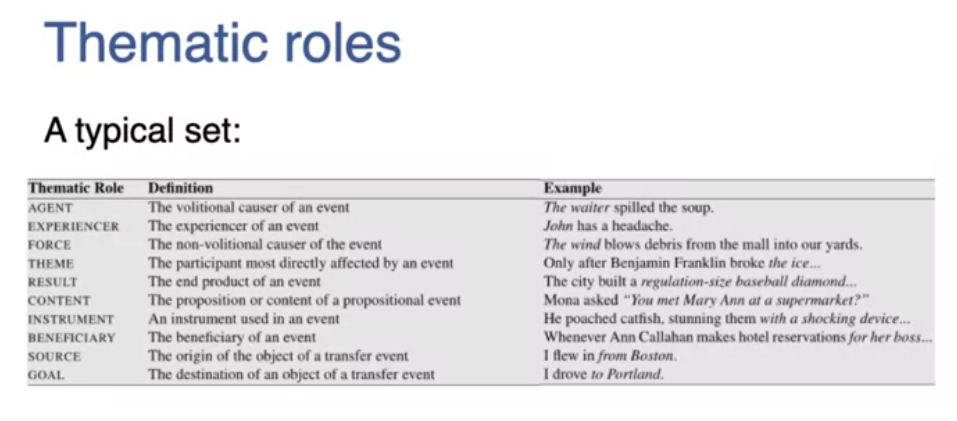 Thematic roles
A typical set:
Thematic Role Definition Example
AGENT The volitional causer of an event The waiter spilled the soup.
EXPERIENCER The experiencer of an event John has a headache.
FORCE The non-volitional causer of the event The wind blows debris from the mall into our yards.
THEME The participant most directly affected by an event Only after Benjamin Franklin broke the ice...
RESULT The end product of an event The city built a regulation-size baseball diamond...
CONTENT The proposition or content of a propositional event Mona asked “You met Mary Ann at a supermarket?”
INSTRUMENT An instrument used in an event He poached catfish, stunning them with a shocking device...
BENEFICIARY The beneficiary of an event Whenever Ann Callahan makes hotel reservations for her boss...
SOURCE The origin of the object of a transfer event I flew in from Boston.
GOAL The destination of an object of a transfer event I drove to Portland.